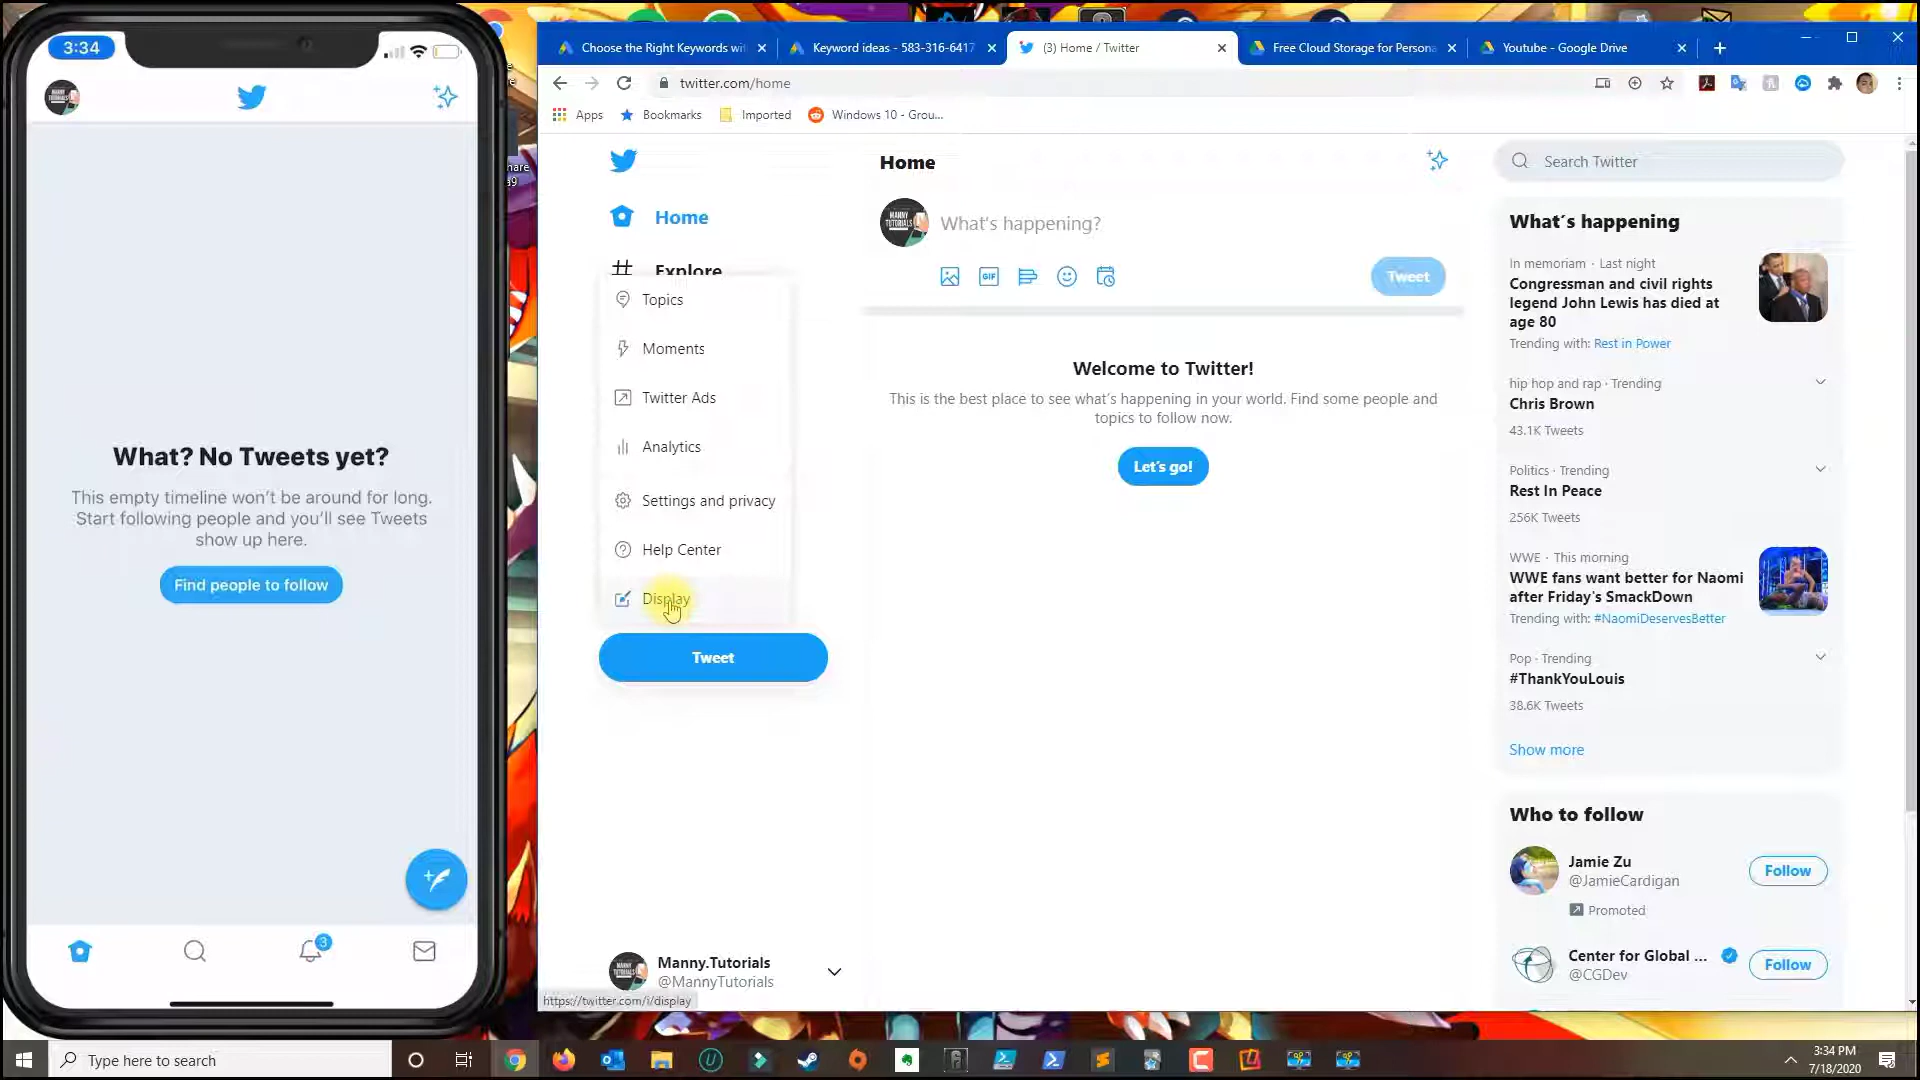 3:34
What? No Tweets yet?
This empty timeline won't be around for long.
Start following people and you'll see Tweets
show up here.
Find people to follow
3
Choose the Right Keywords wit
Keyword ideas - 583-316-6417
(3) Home / Twitter
Free Cloud Storage for Persona
Youtube - Google Drive
twitter.com/home
Apps
Bookmarks
Imported
Windows 10 - Grou...
Home
Explore
Topics
Moments
Twitter Ads
Analytics
Settings and privacy
Help Center
Display
Tweet
Manny.Tutorials
@MannyTutorials
https://twitter.com/i/display
Home
MANNY
TUTORIALS
What's happening?
GIF
Tweet
Welcome to Twitter!
This is the best place to see what's happening in your world. Find some people and
topics to follow now.
Let's go!
Search Twitter
What's happening
In memoriam · Last night
Congressman and civil rights
legend John Lewis has died at
age 80
Trending with: Rest in Power
hip hop and rap · Trending
Chris Brown
43.1K Tweets
Politics · Trending
Rest In Peace
256K Tweets
WWE · This morning
WWE fans want better for Naomi
after Friday's SmackDown
Trending with: #NaomiDeservesBetter
Pop · Trending
#ThankYouLouis
38.6K Tweets
Show more
Who to follow
Jamie Zu
@JamieCardigan
Follow
Promoted
Center for Global ...
@CGDev
Follow
Type here to search
3:34 PM
7/18/2020